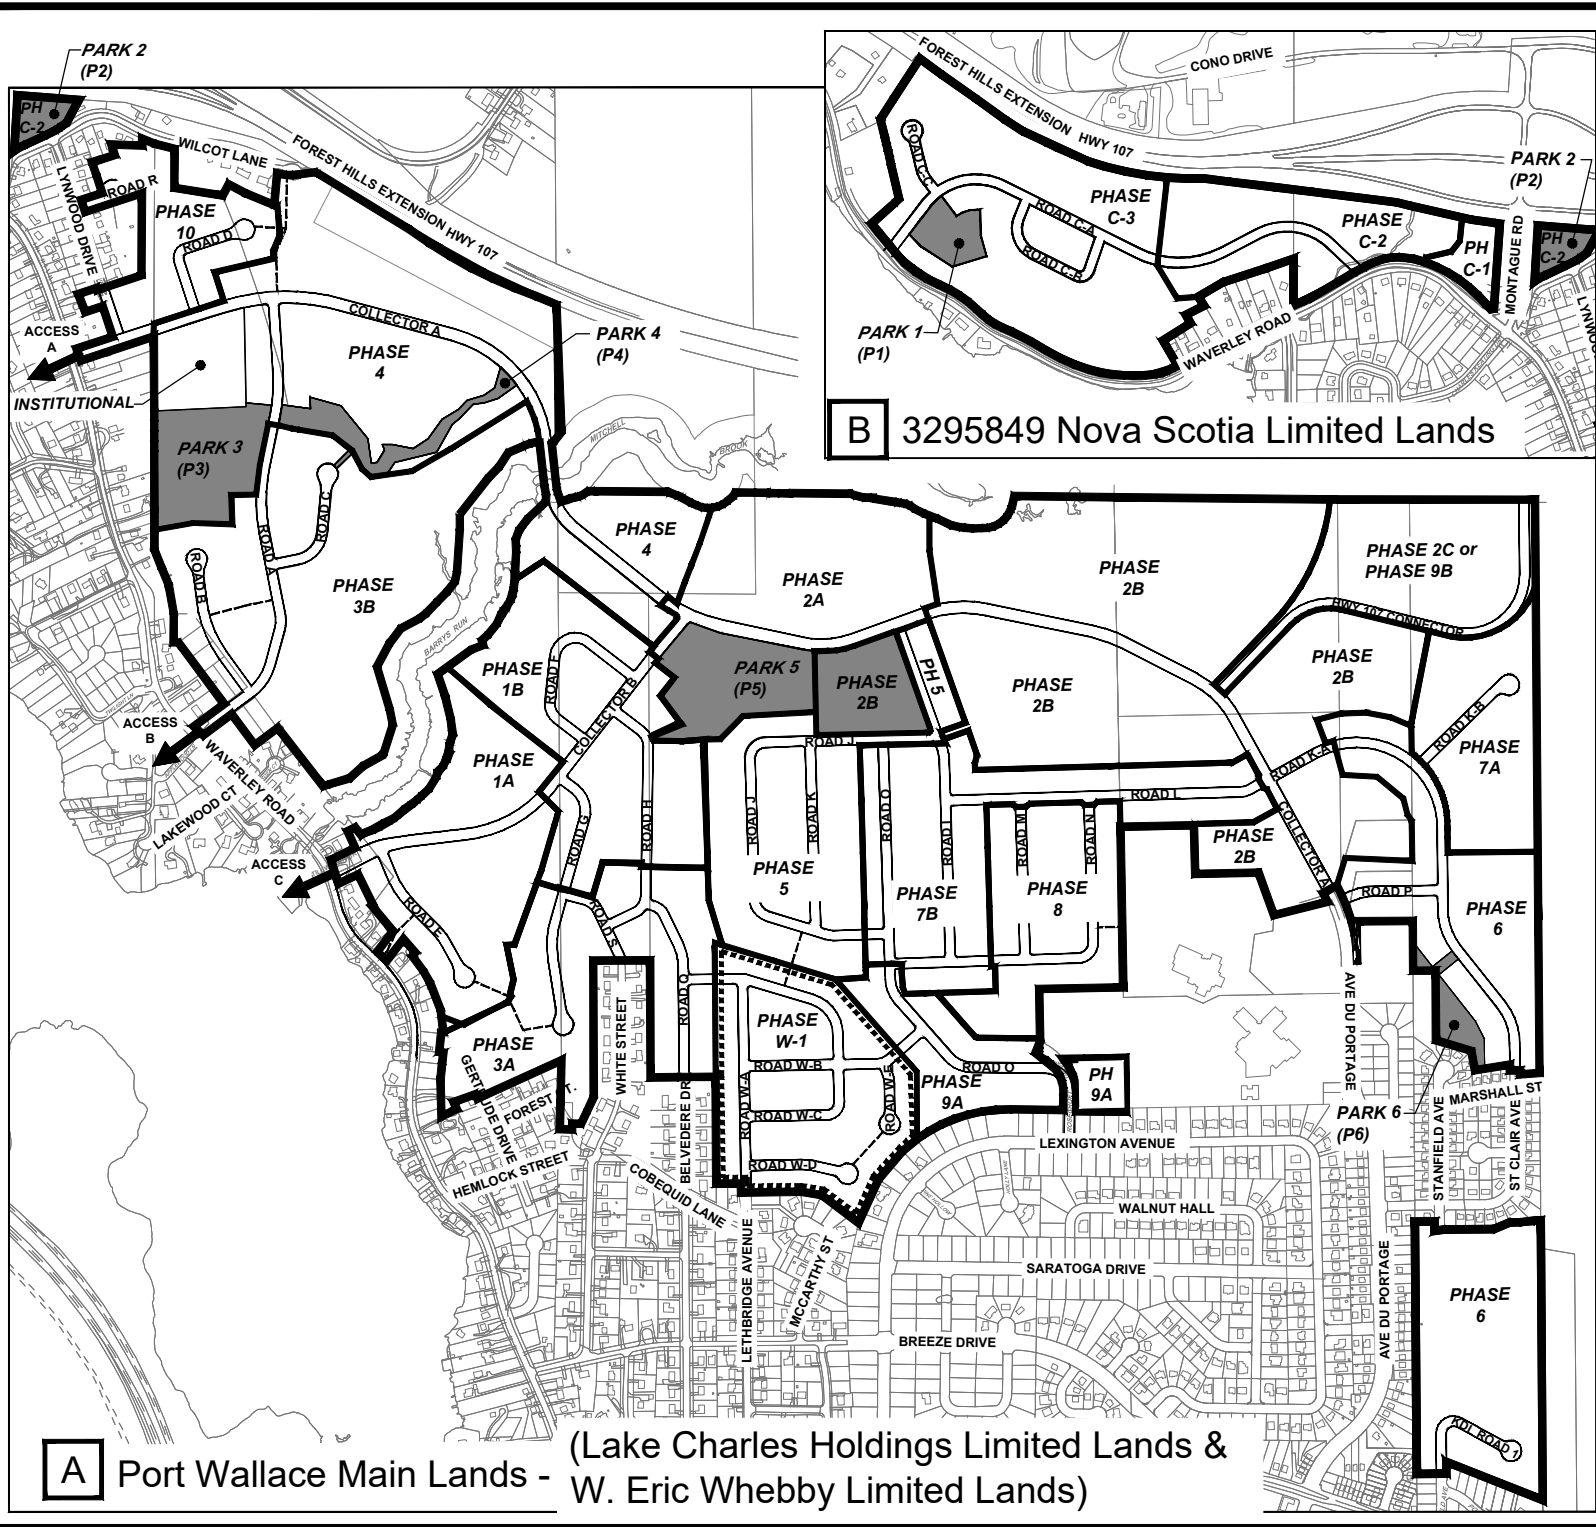 PARK 2
(P2)
PH
C-2
WILCOT LANE
FOREST HILLS EXTENSION HWY 107
LYNWOOD DRIVE
ROAD R
PHASE
10
ROAD D
ACCESS
A
COLLECTOR A
PHASE
4
PARK 4
(P4)
INSTITUTIONAL
PARK 3
(P3)
ROAD C
ROAD A
ROAD B
PHASE
3B
MITCHELL
BROOK
BARRYS RUN
FOREST HILLS EXTENSION HWY 107
CONO DRIVE
ROAD C-C
PHASE
C-3
ROAD C-A
ROAD C-B
PARK 1
(P1)
PHASE
C-2
PH
C-1
MONTAGUE RD
PARK 2
(P2)
PH
C-2
WAVERLEY ROAD
B
3295849 Nova Scotia Limited Lands
PHASE
4
PHASE
2A
PHASE
2B
PHASE 2C or
PHASE 9B
HWY 107 CONNECTOR
PHASE
1B
ROAD F
COLLECTOR B
PARK 5
(P5)
PHASE
2B
PH 5
PHASE
2B
PHASE
2B
ROAD K-B
PHASE
7A
ACCESS
B
WAVERLEY ROAD
LAKEWOOD CT
ACCESS
C
PHASE
1A
ROAD J
ROAD K-A
ROAD L
ROAD G
ROAD H
ROAD J
ROAD K
ROAD O
ROAD I
ROAD M
ROAD N
COLLECTOR A
PHASE
2B
PHASE
5
PHASE
7B
PHASE
8
ROAD P
PHASE
6
ROAD E
ROAD S
ROAD Q
WHITE STREET
PHASE
W-1
ROAD W-B
ROAD W-A
ROAD W-C
ROAD W-E
ROAD W-D
ROAD O
PHASE
9A
PH
9A
PHASE
3A
GERTRUDE DRIVE
HEMLOCK STREET
COBEQUID LANE
BELVEDERE DR
LETHBRIDGE AVENUE
MCCARTHY ST
LEXINGTON AVENUE
WALNUT HALL
SARATOGA DRIVE
BREEZE DRIVE
AVE DU PORTAGE
PARK 6
(P6)
STANFIELD AVE
MARSHALL ST
ST CLAIR AVE
AVE DU PORTAGE
PHASE
6
KDL ROAD 1
A
Port Wallace Main Lands -
(Lake Charles Holdings Limited Lands &
W. Eric Whebby Limited Lands)